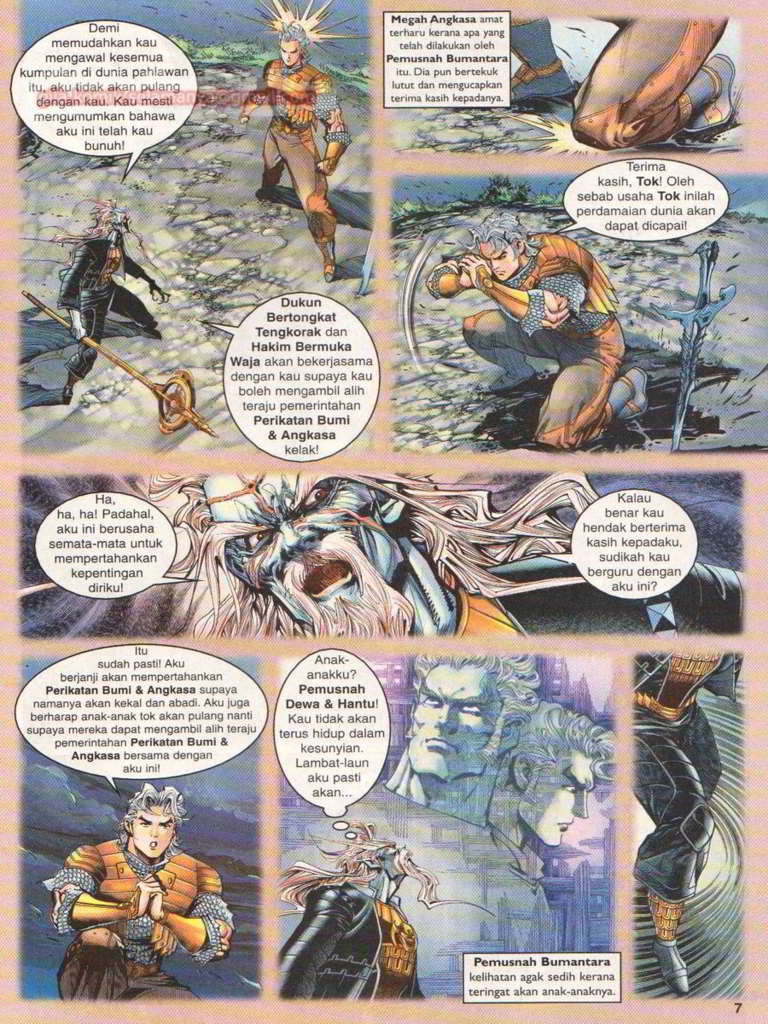 Demi
memudahkan kau
mengawal kesemua
kumpulan di dunia pahlawan
itu, aku tidak akan pulang
dengan kau. Kau mesti
mengumumkan bahawa
aku ini telah kau
bunuh!
Dukun
Bertongkat
Tengkorak dan
Hakim Bermuka
Waja akan bekerjasama
dengan kau supaya kau
boleh mengambil alih
teraju pemerintahan
Perikatan Bumi
& Angkasa
kelak!
Megah Angkasa amat
terharu kerana apa yang
telah dilakukan oleh
Pemusnah Bumantara
itu. Dia pun bertekuk
lutut dan mengucapkan
terima kasih kepadanya.
Terima
kasih, Tok! Oleh
sebab usaha Tok inilah
perdamaian dunia akan
dapat dicapai!
Ha,
ha, ha! Padahal,
aku ini berusaha
semata-mata untuk
mempertahankan
kepentingan
diriku!
Kalau
benar kau
hendak berterima
kasih kepadaku,
sudikah kau
berguru dengan
aku ini?
Itu
sudah pasti! Aku
berjanji akan mempertahankan
Perikatan Bumi & Angkasa supaya
namanya akan kekal dan abadi. Aku juga
berharap anak-anak tok akan pulang nanti
supaya mereka dapat mengambil alih teraju
pemerintahan Perikatan Bumi &
Angkasa bersama dengan
aku ini!
Anak-
anakku?
Pemusnah
Dewa & Hantu!
Kau tidak akan
terus hidup dalam
kesunyian.
Lambat-laun
aku pasti
akan...
Pemusnah Bumantara
kelihatan agak sedih kerana
teringat akan anak-anaknya.
7